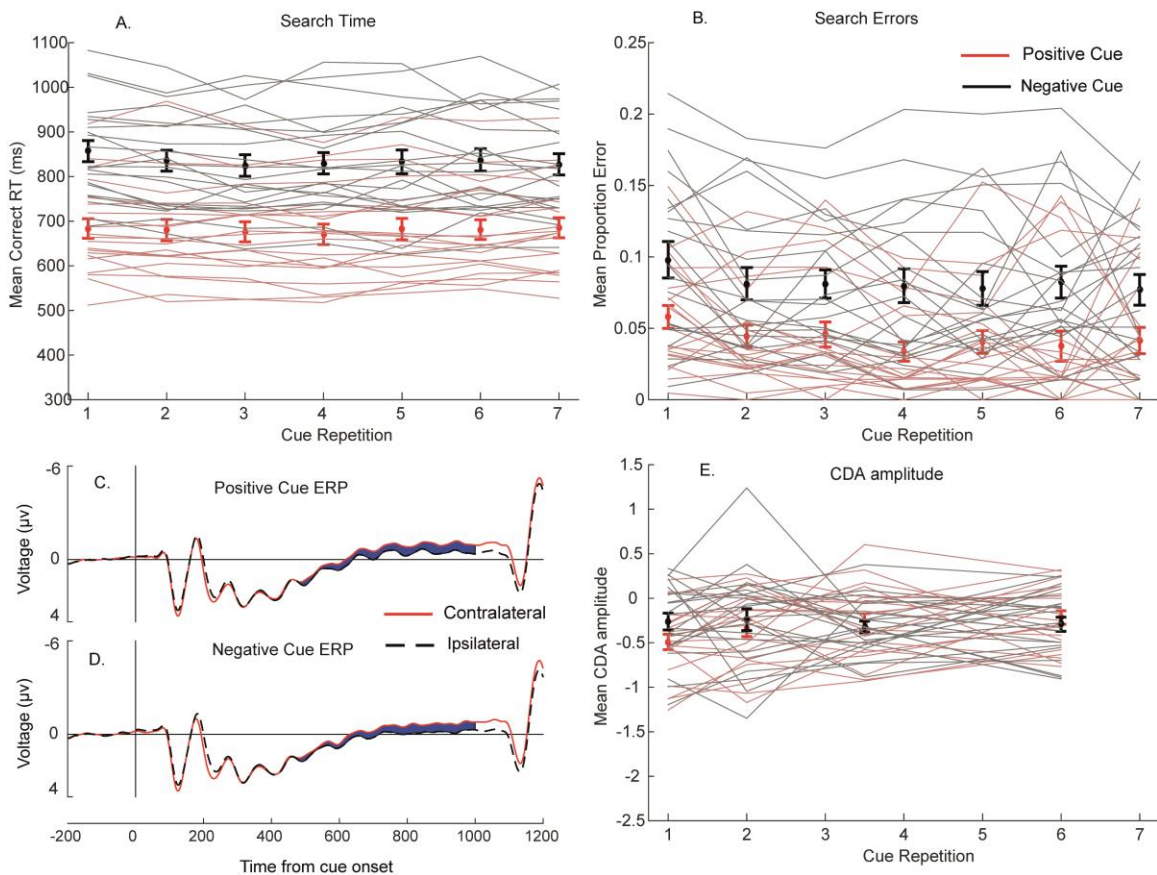 A.
Search Time
1100
1000
900
800
700
600
500
400
300
Mean Correct RT (ms)
1 2 3 4 5 6 7
Cue Repetition
B.
Search Errors
Positive Cue
Negative Cue
0.25
0.2
0.15
0.1
0.05
0
Mean Proportion Error
1 2 3 4 5 6 7
Cue Repetition
C.
Positive Cue ERP
-6
0
4
Voltage (μv)
Contralateral
Ipsilateral
D.
Negative Cue ERP
-6
0
4
Voltage (μv)
-200 0 200 400 600 800 1000 1200
Time from cue onset
E.
CDA amplitude
1.5
1
0.5
0
-0.5
-1
-1.5
-2
-2.5
Mean CDA amplitude
1 2 3 4 5 6 7
Cue Repetition